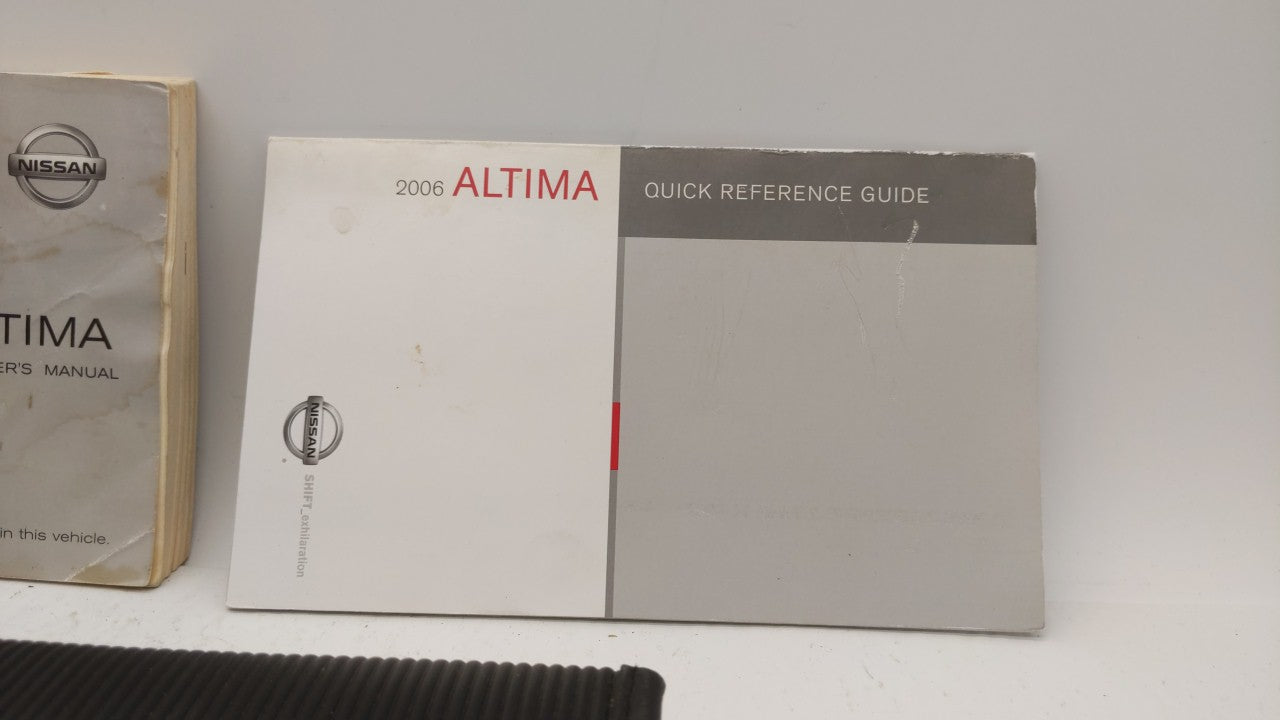 NISSAN
TIMA
ER'S MANUAL
in this vehicle.
2006 ALTIMA
QUICK REFERENCE GUIDE
NISSAN
SHIFT_exhilaration